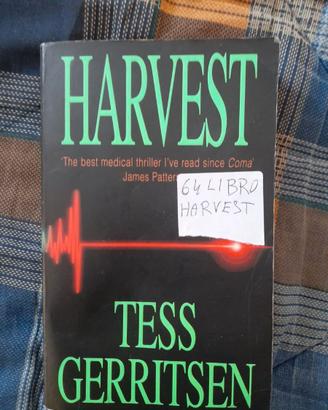 HARVEST
'The best medical thriller I've read since Coma'
James Patter
64 LIBRO
HARVEST
TESS
GERRITSEN